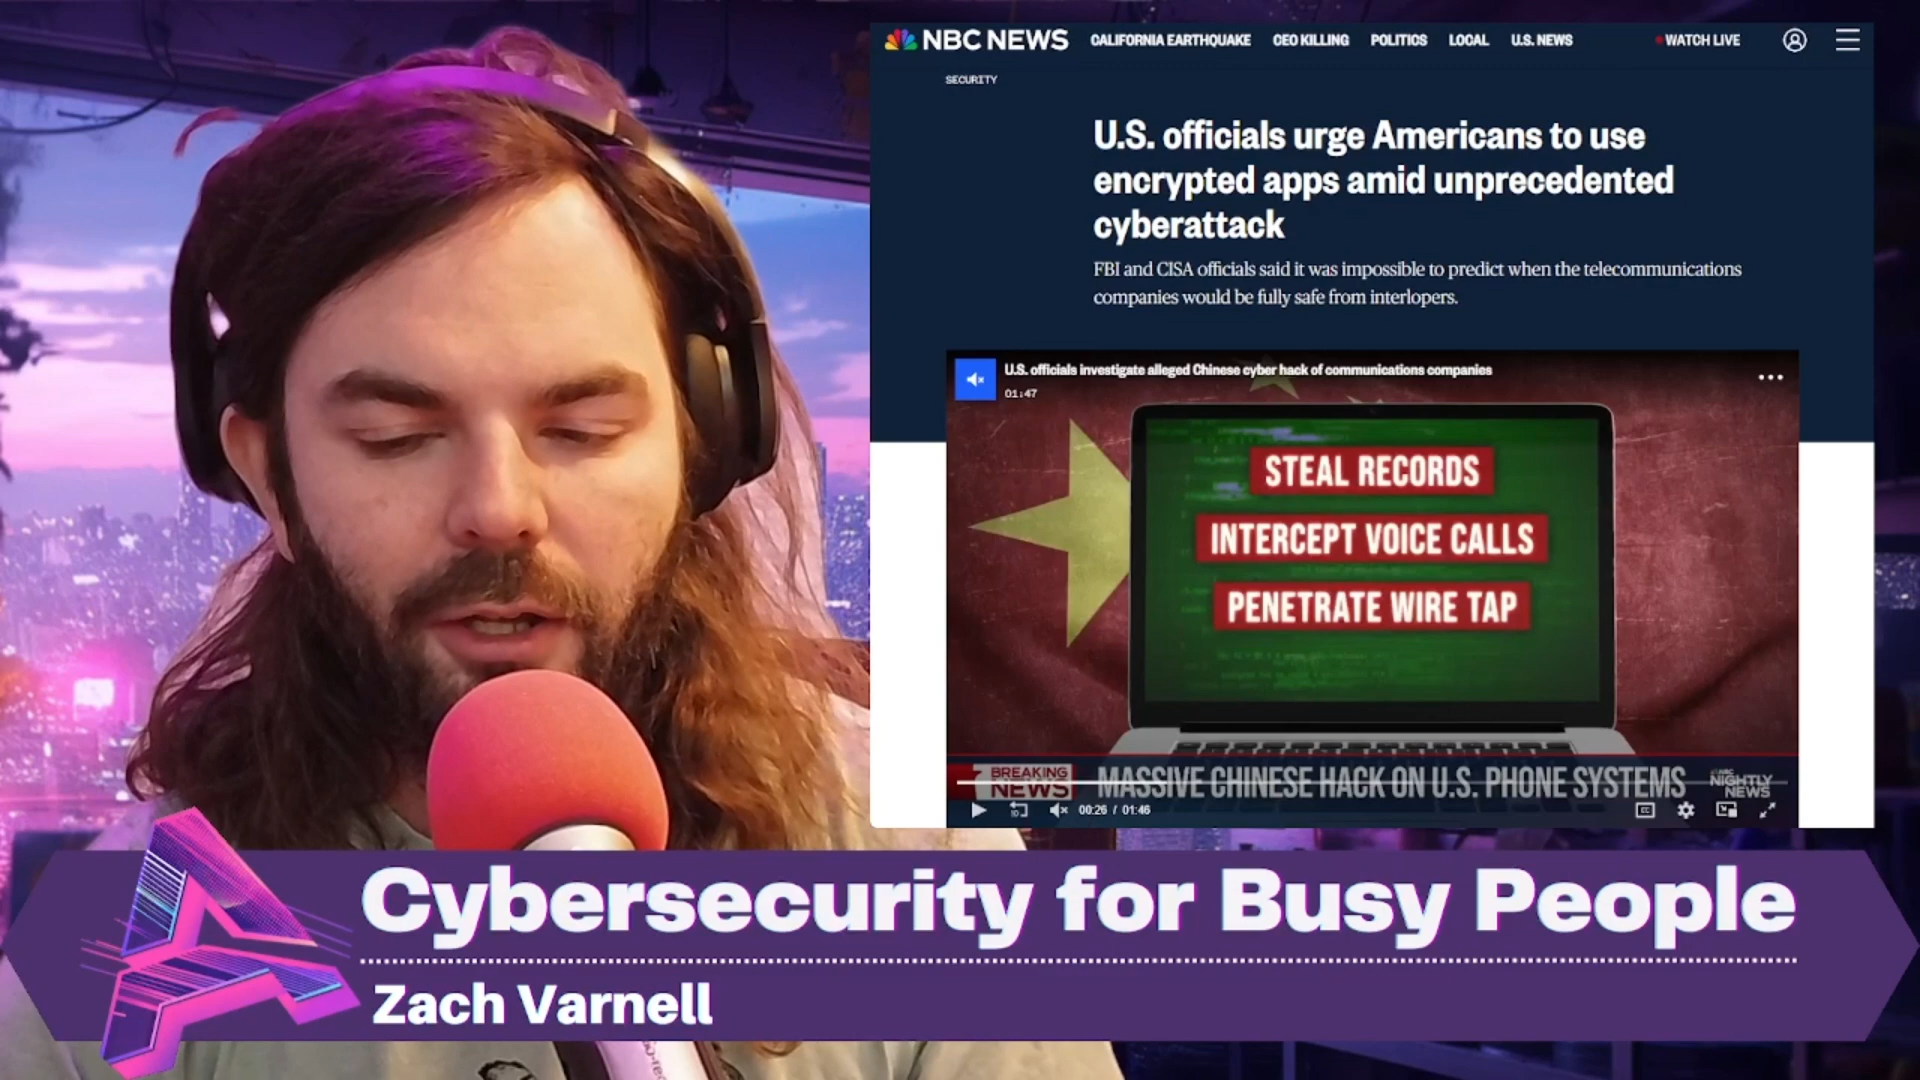 NBC NEWS
CALIFORNIA EARTHQUAKE CEO KILLING POLITICS LOCAL U.S. NEWS WATCH LIVE
SECURITY
U.S. officials urge Americans to use
encrypted apps amid unprecedented
cyberattack
FBI and CISA officials said it was impossible to predict when the telecommunications
companies would be fully safe from interlopers.
U.S. officials investigate alleged Chinese cyber hack of communications companies
01:47
STEAL RECORDS
INTERCEPT VOICE CALLS
PENETRATE WIRE TAP
BREAKING
NEWS
MASSIVE CHINESE HACK ON U.S. PHONE SYSTEMS
NBC
NIGHTLY
NEWS
10
00:26 / 01:46
CC
Cybersecurity for Busy People
Zach Varnell